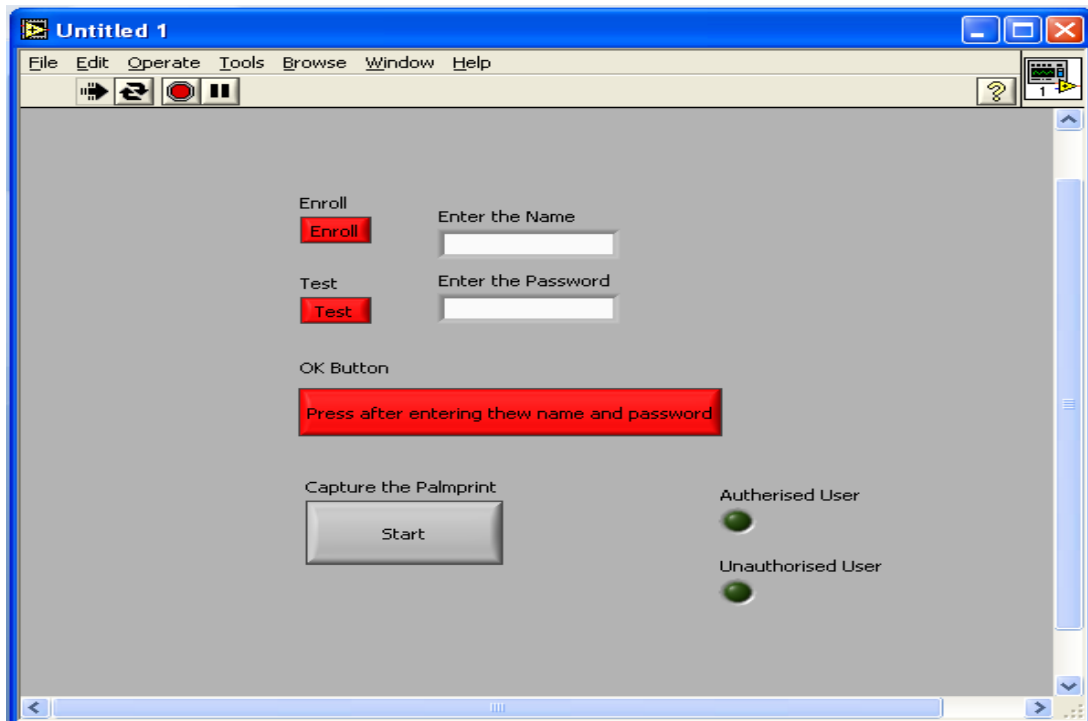 Untitled 1
File Edit Operate Tools Browse Window Help
?
1
Enroll
Enroll
Enter the Name
Test
Test
Enter the Password
OK Button
Press after entering thew name and password
Capture the Palmprint
Start
Autherised User
Unauthorised User